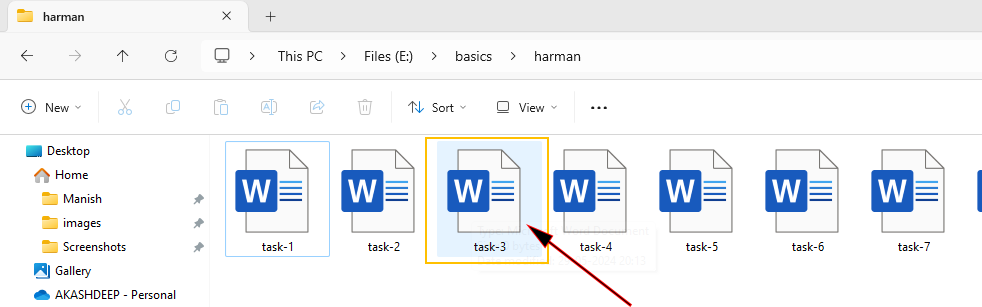 harman
This PC > Files (E:) > basics > harman
New Sort View
Desktop
Home
Manish
images
Screenshots
Gallery
AKASHDEEP - Personal
W W W W W W W
task-1 task-2 task-3 task-4 task-5 task-6 task-7